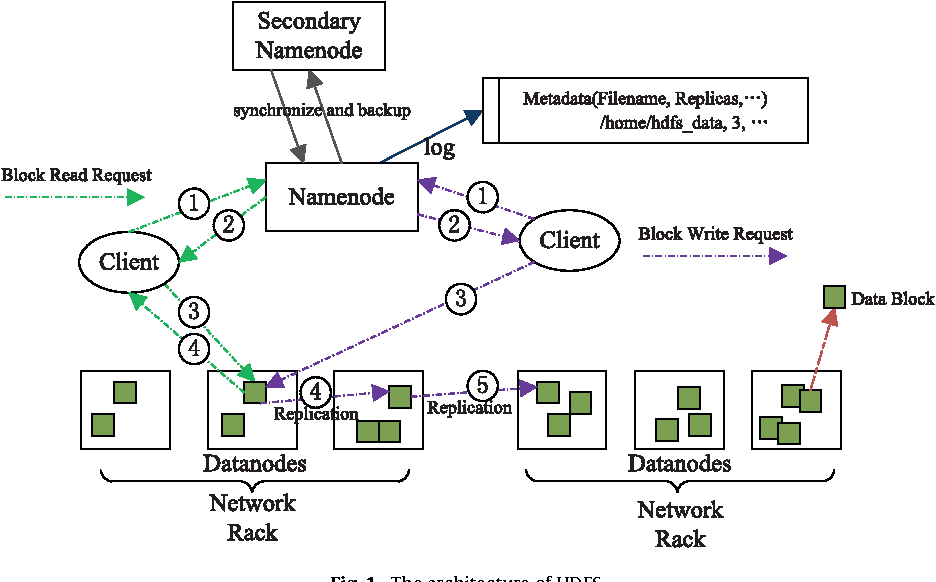 Secondary
Namenode
synchronize and backup
Metadata(Filename, Replicas,···)
/home/hdfs_data, 3, ···
log
Block Read Request
Namenode
1
2
1
2
Client
Client
Block Write Request
3
4
3
Data Block
4
Replication
5
Replication
Datanodes
Datanodes
Network
Rack
Network
Rack
Fig. 1. The architecture of HDFS